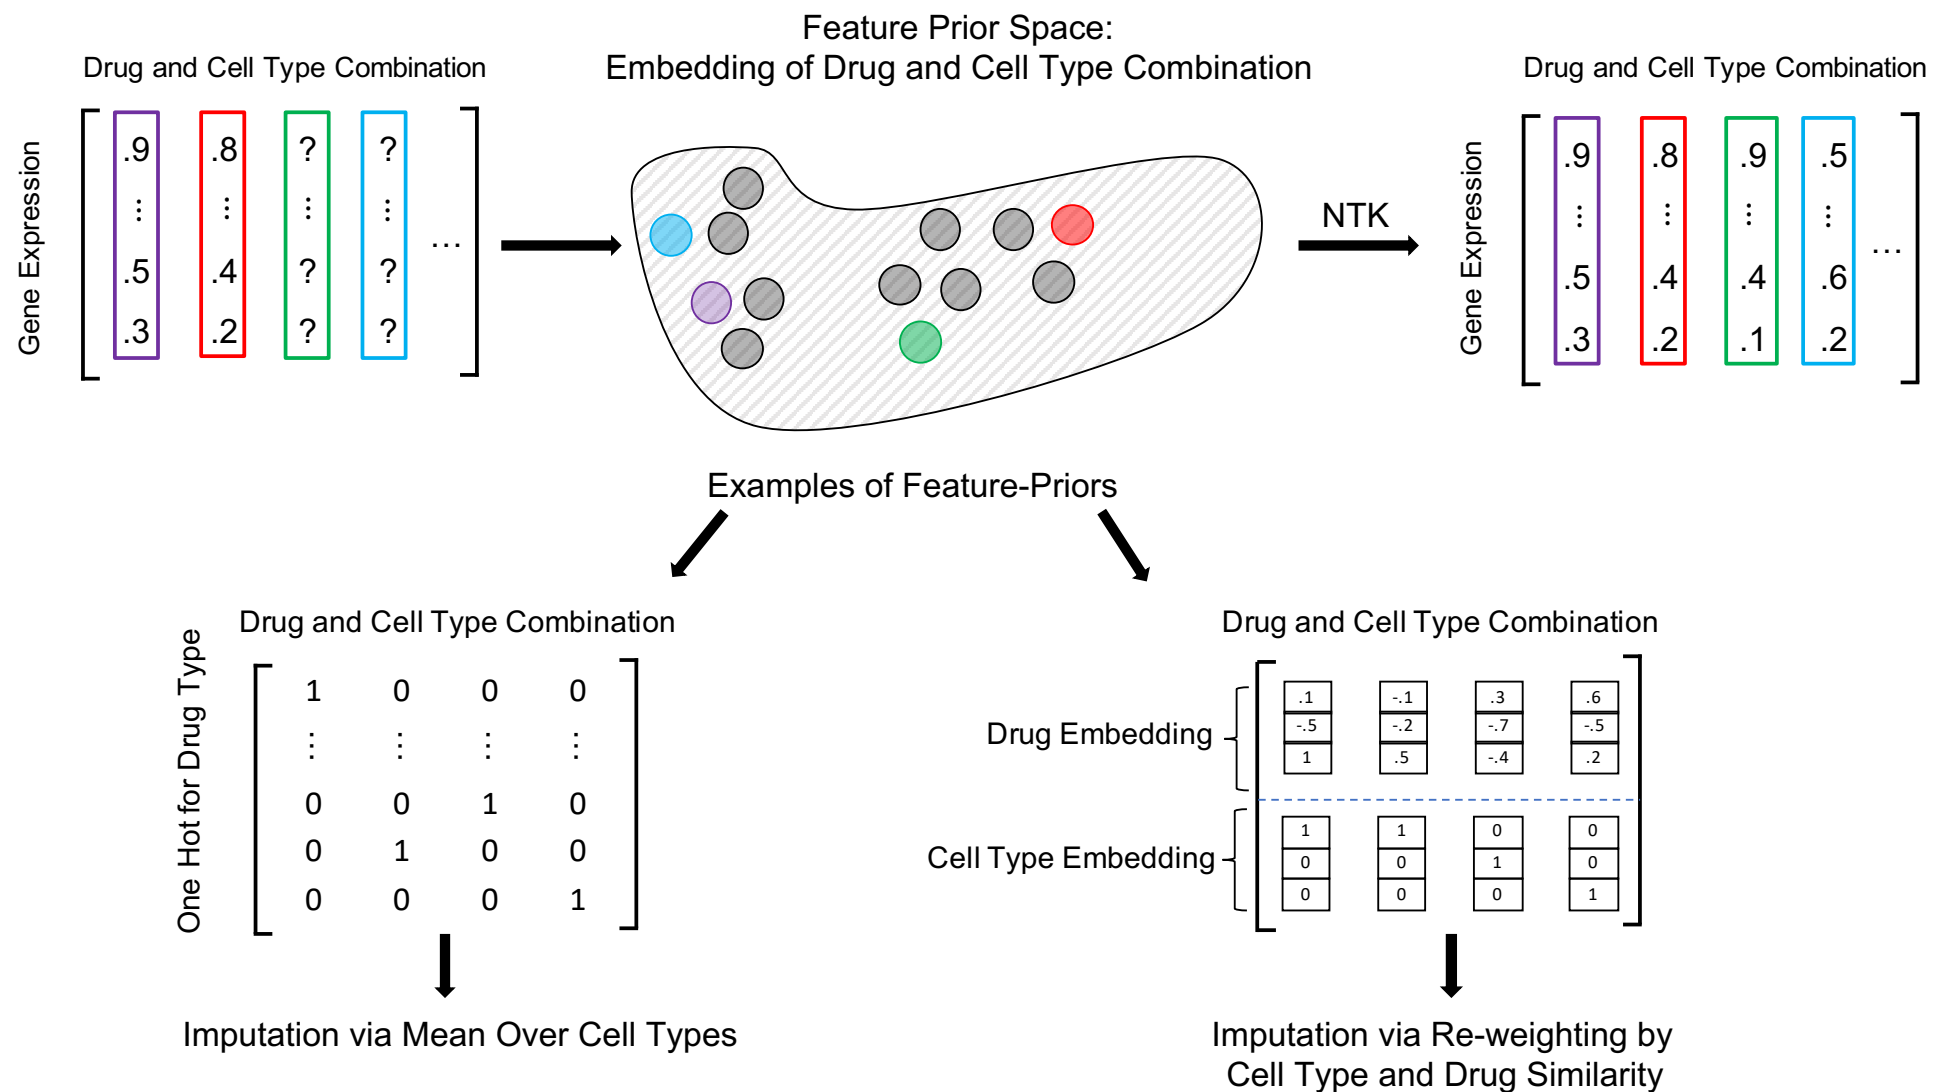 Feature Prior Space:
Embedding of Drug and Cell Type Combination
Drug and Cell Type Combination
Gene Expression
.9 .8 ? ?
⋮ ⋮ ⋮ ⋮
.5 .4 ? ? ...
.3 .2 ? ?
NTK
Drug and Cell Type Combination
Gene Expression
.9 .8 .9 .5
⋮ ⋮ ⋮ ⋮
.5 .4 .4 .6 ...
.3 .2 .1 .2
Examples of Feature-Priors
Drug and Cell Type Combination
One Hot for Drug Type
1 0 0 0
⋮ ⋮ ⋮ ⋮
0 0 1 0
0 1 0 0
0 0 0 1
Imputation via Mean Over Cell Types
Drug and Cell Type Combination
Drug Embedding
.1 -.1 .3 .6
-.5 -.2 -.7 -.5
1 .5 -.4 .2
Cell Type Embedding
1 1 0 0
0 0 1 0
0 0 0 1
Imputation via Re-weighting by
Cell Type and Drug Similarity